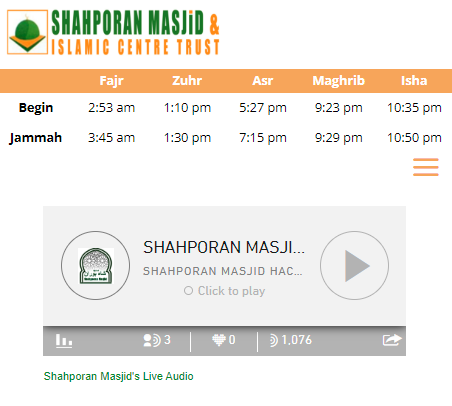 SHAHPORAN MASJiD &
ISLAMIC CENTRE TRUST
Fajr Zuhr Asr Maghrib Isha
Begin 2:53 am 1:10 pm 5:27 pm 9:23 pm 10:35 pm
Jammah 3:45 am 1:30 pm 7:15 pm 9:29 pm 10:50 pm
SHAHPORAN MASJI...
SHAHPORAN MASJID HAC...
Click to play
3 0 1,076
Shahporan Masjid's Live Audio